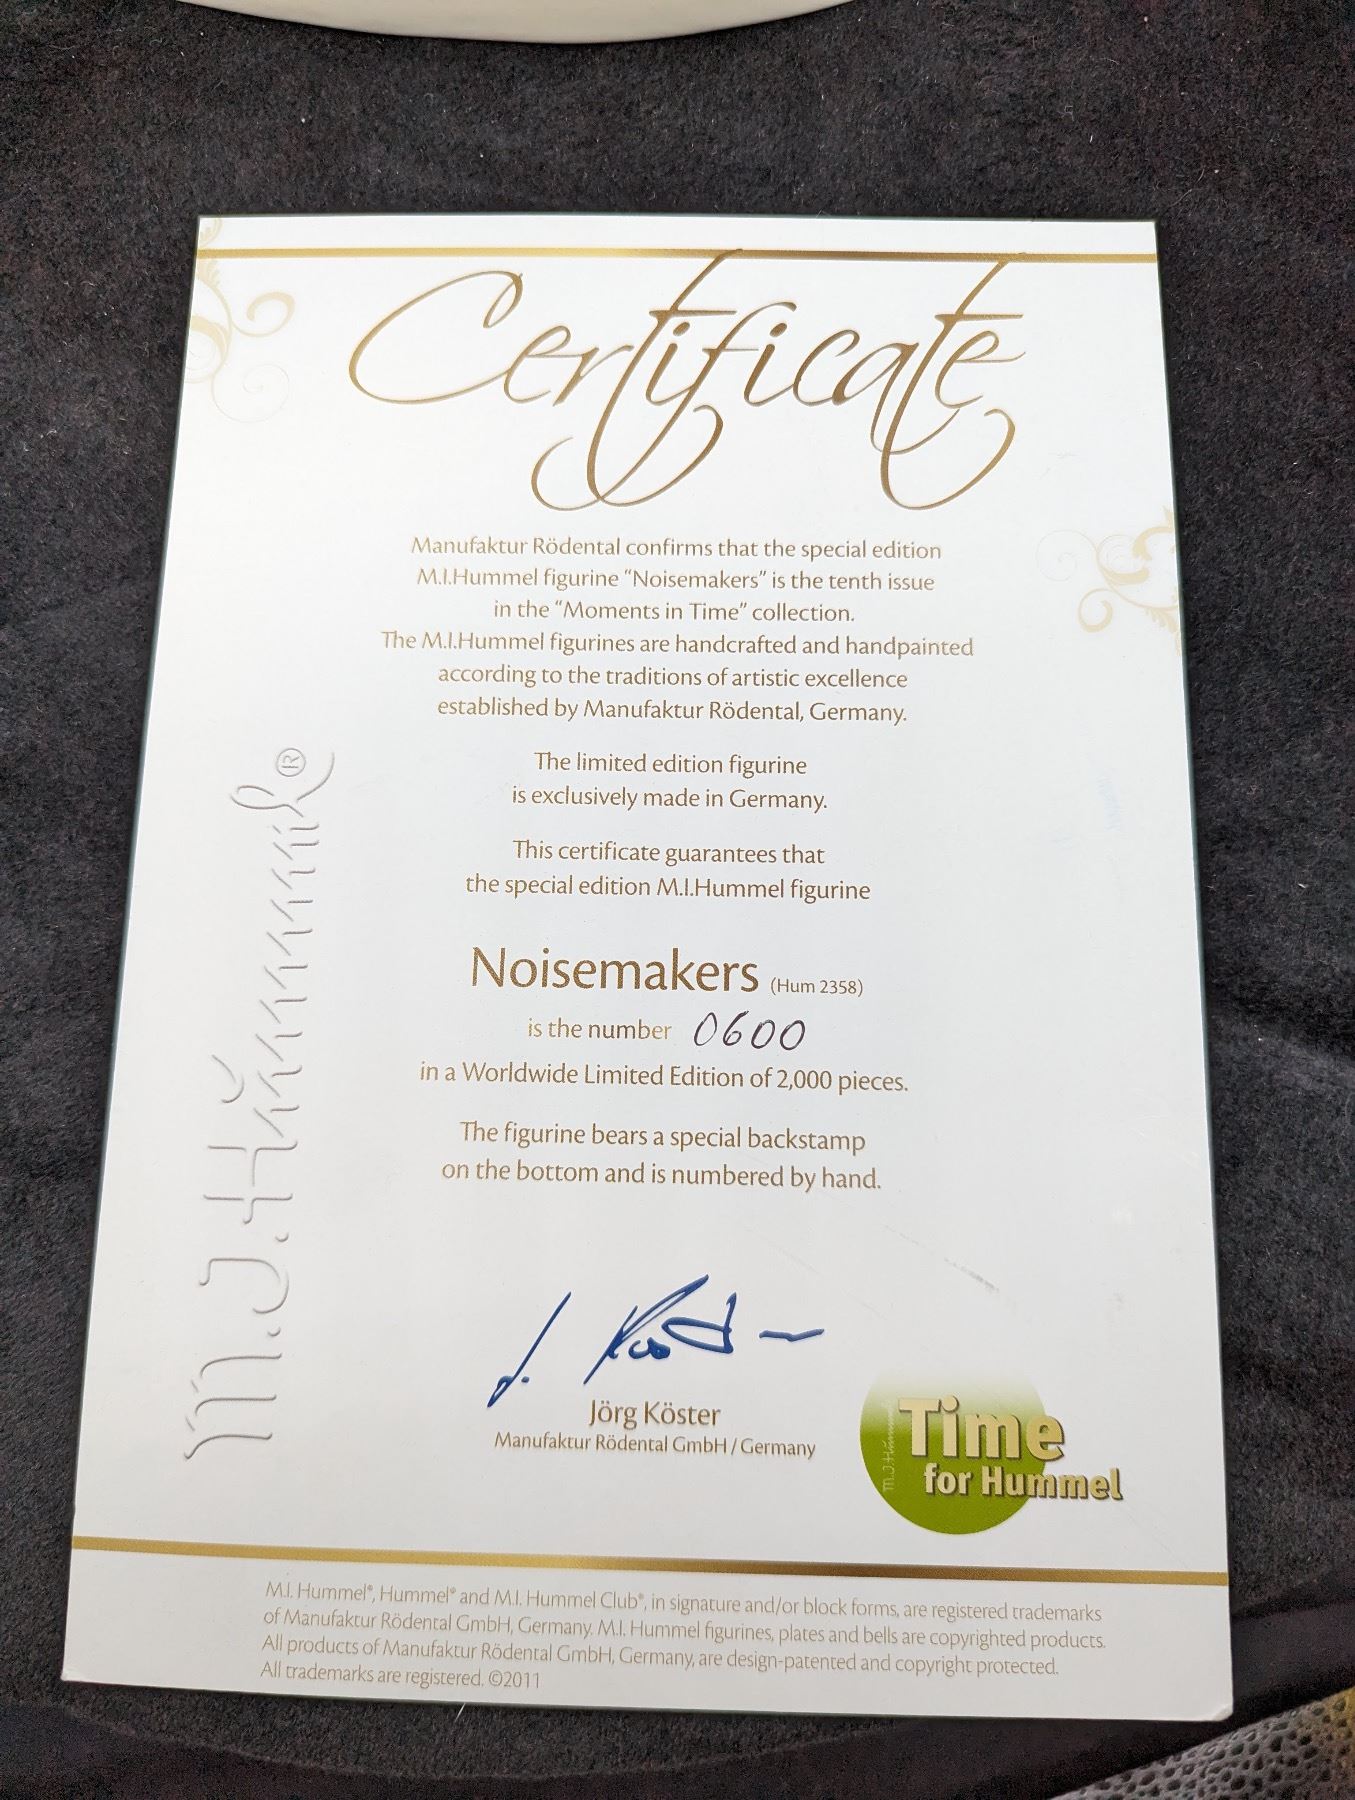 Certificate
Manufaktur Rödental confirms that the special edition
M.I.Hummel figurine “Noisemakers” is the tenth issue
in the “Moments in Time” collection.
The M.I.Hummel figurines are handcrafted and handpainted
according to the traditions of artistic excellence
established by Manufaktur Rödental, Germany.
The limited edition figurine
is exclusively made in Germany.
This certificate guarantees that
the special edition M.I.Hummel figurine
Noisemakers (Hum 2358)
is the number 0600
in a Worldwide Limited Edition of 2,000 pieces.
The figurine bears a special backstamp
on the bottom and is numbered by hand.
M.J.Hummel®
J. Köster
Jörg Köster
Manufaktur Rödental GmbH / Germany
M.J.Hummel
Time
for Hummel
M.I. Hummel®, Hummel® and M.I. Hummel Club®, in signature and/or block forms, are registered trademarks
of Manufaktur Rödental GmbH, Germany. M.I. Hummel figurines, plates and bells are copyrighted products.
All products of Manufaktur Rödental GmbH, Germany, are design-patented and copyright protected.
All trademarks are registered. ©2011